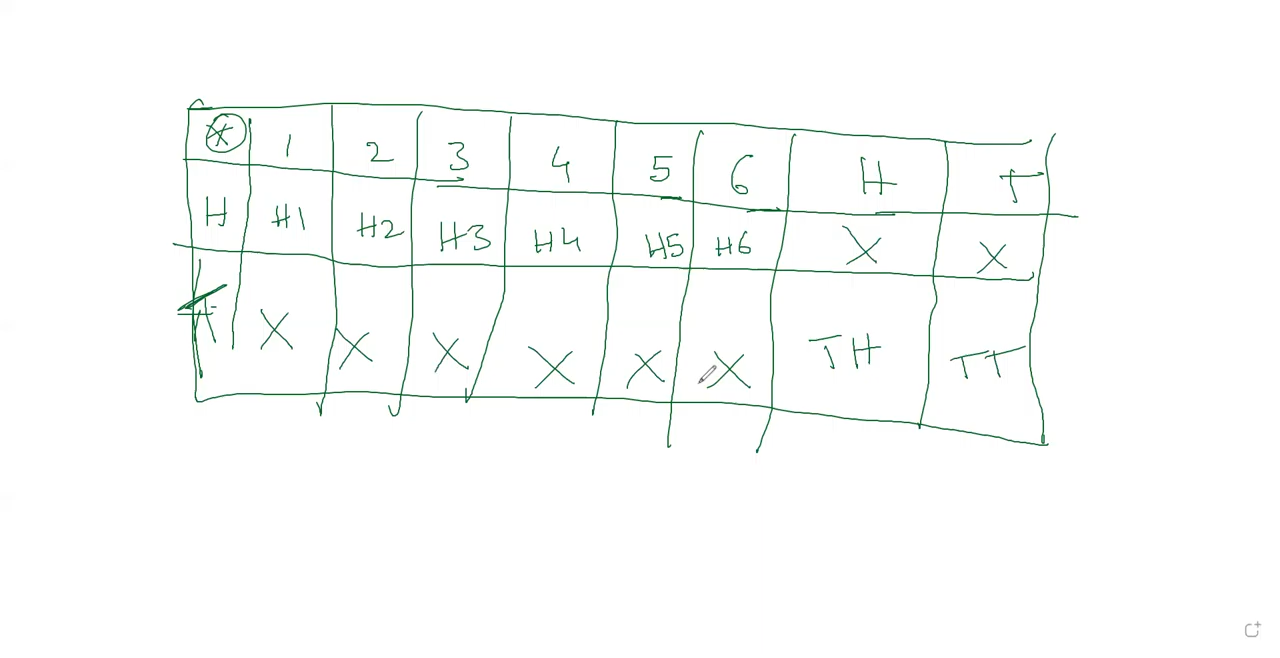 X 1 2 3 4 5 6 H T
H H1 H2 H3 H4 H5 H6 X X
T X X X X X X TH TT